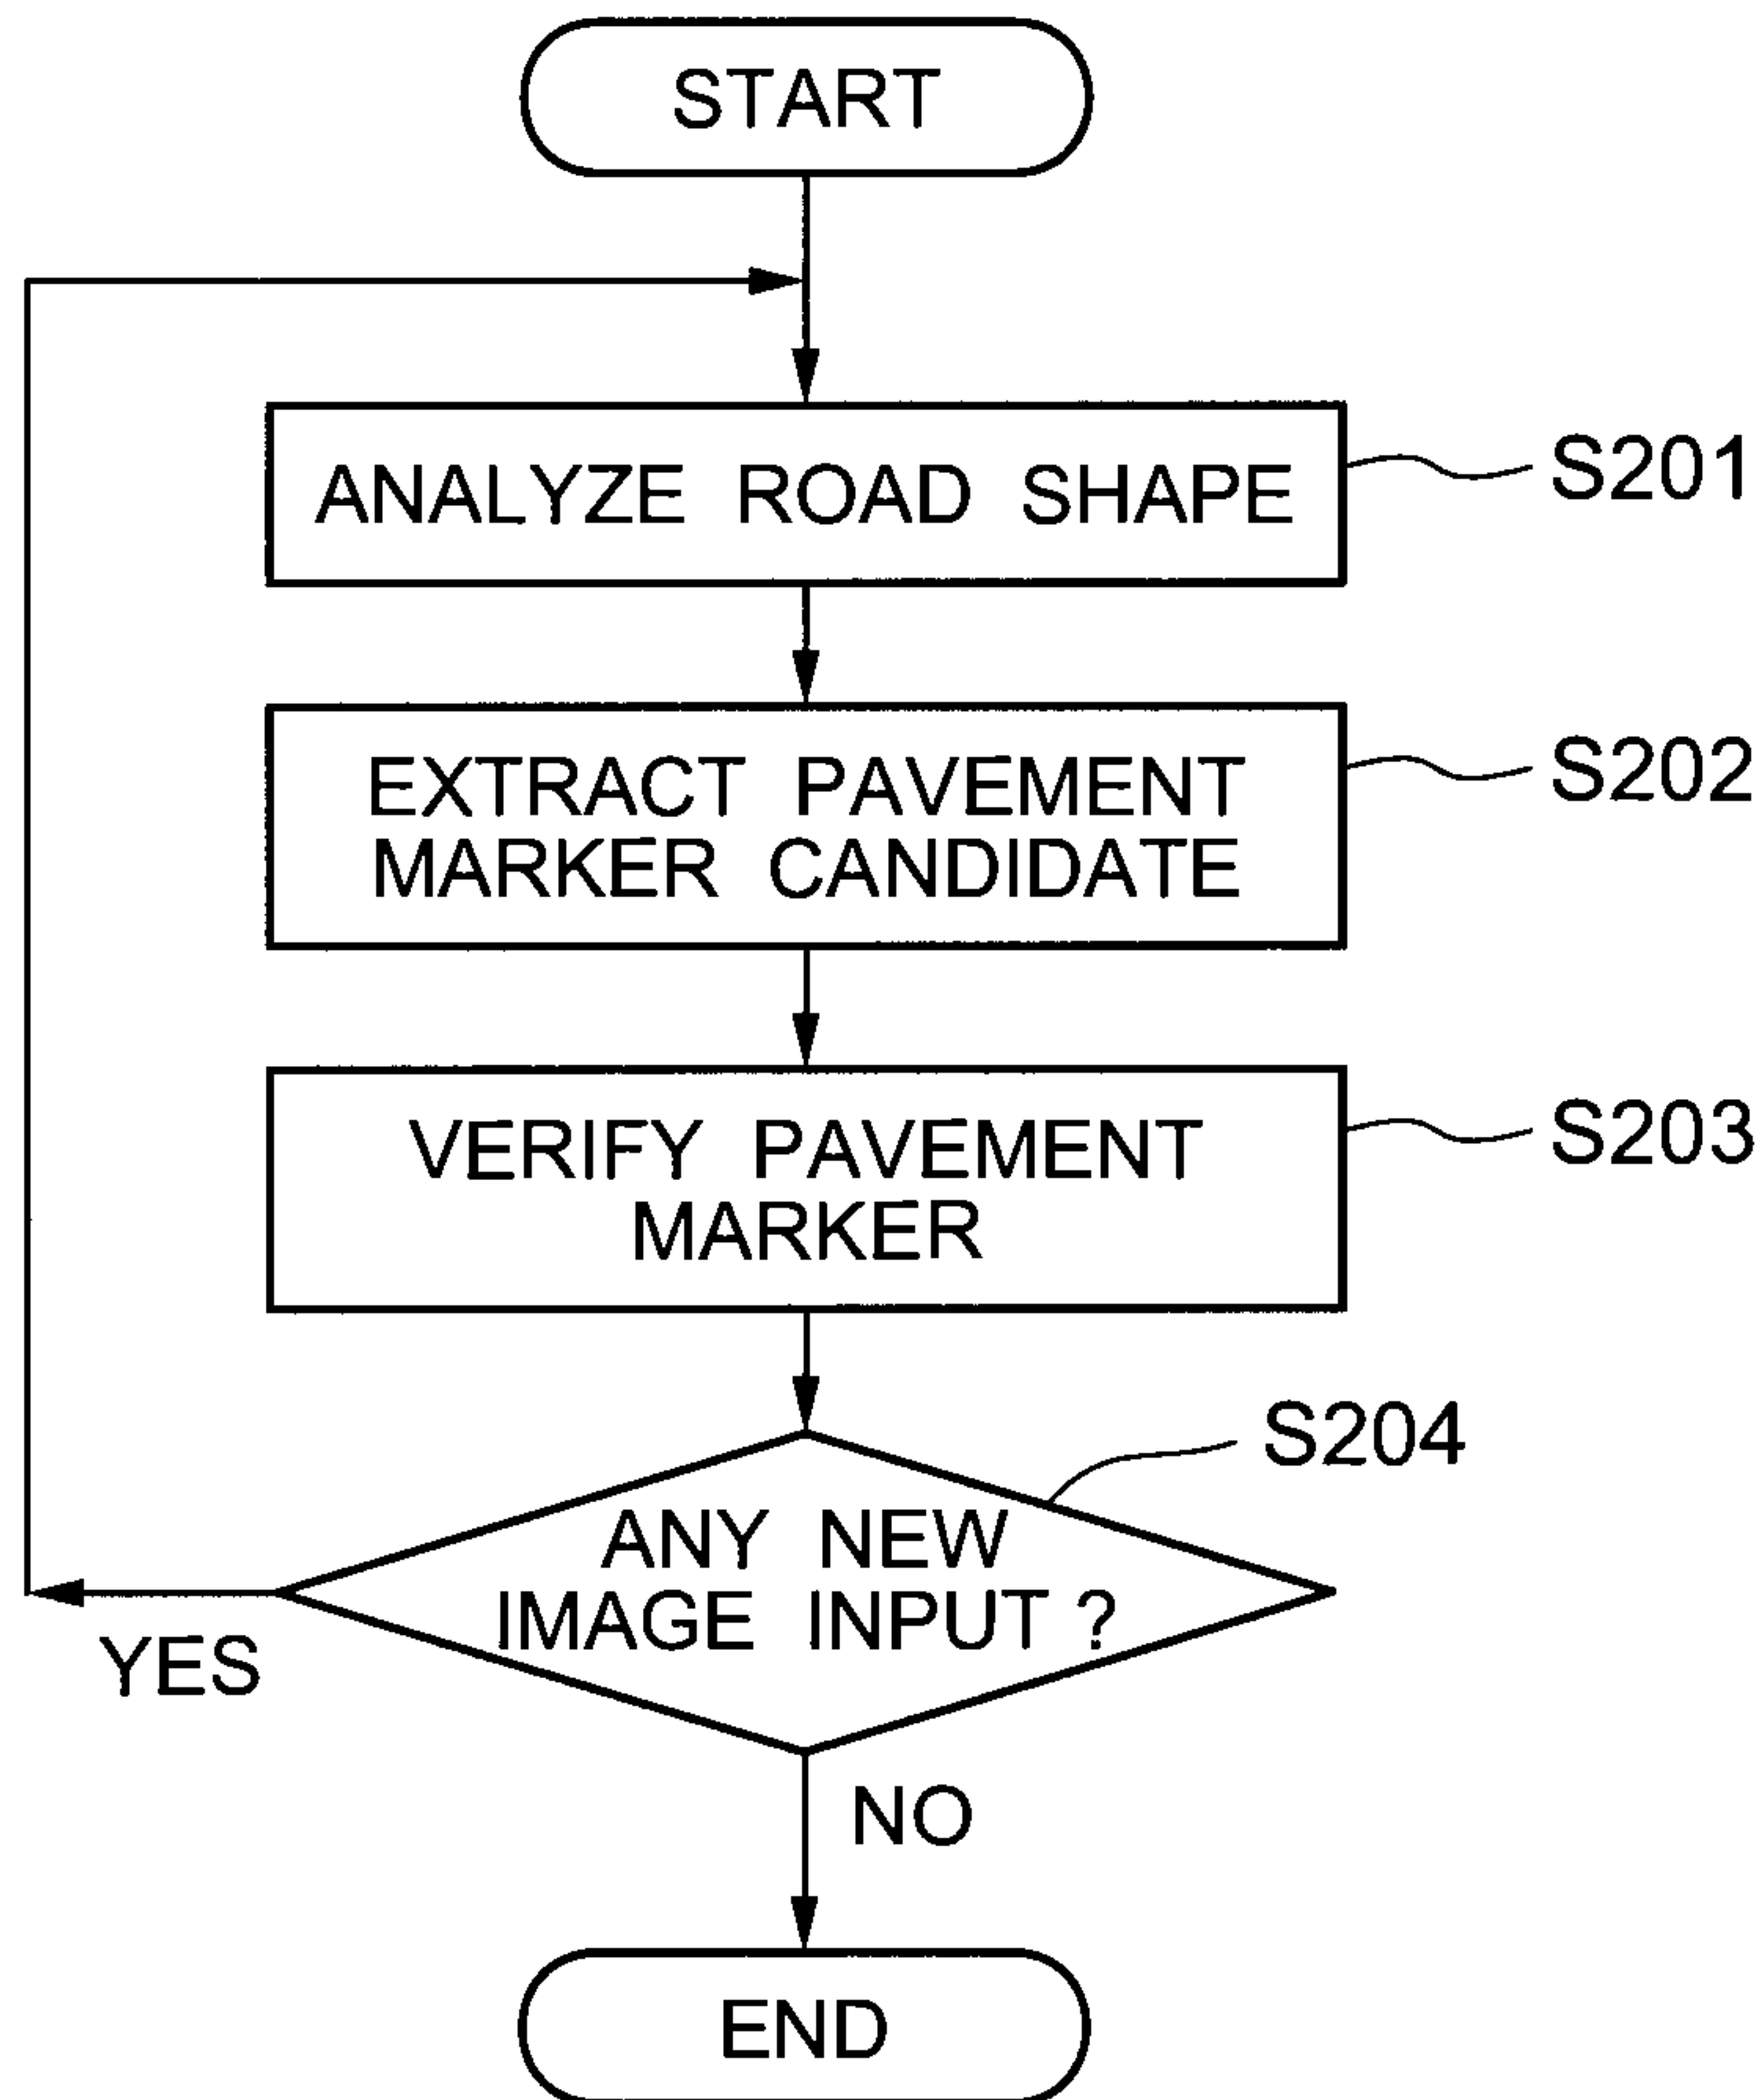 START
ANALYZE ROAD SHAPE
S201
EXTRACT PAVEMENT
MARKER CANDIDATE
S202
VERIFY PAVEMENT
MARKER
S203
S204
ANY NEW
IMAGE INPUT ?
YES
NO
END